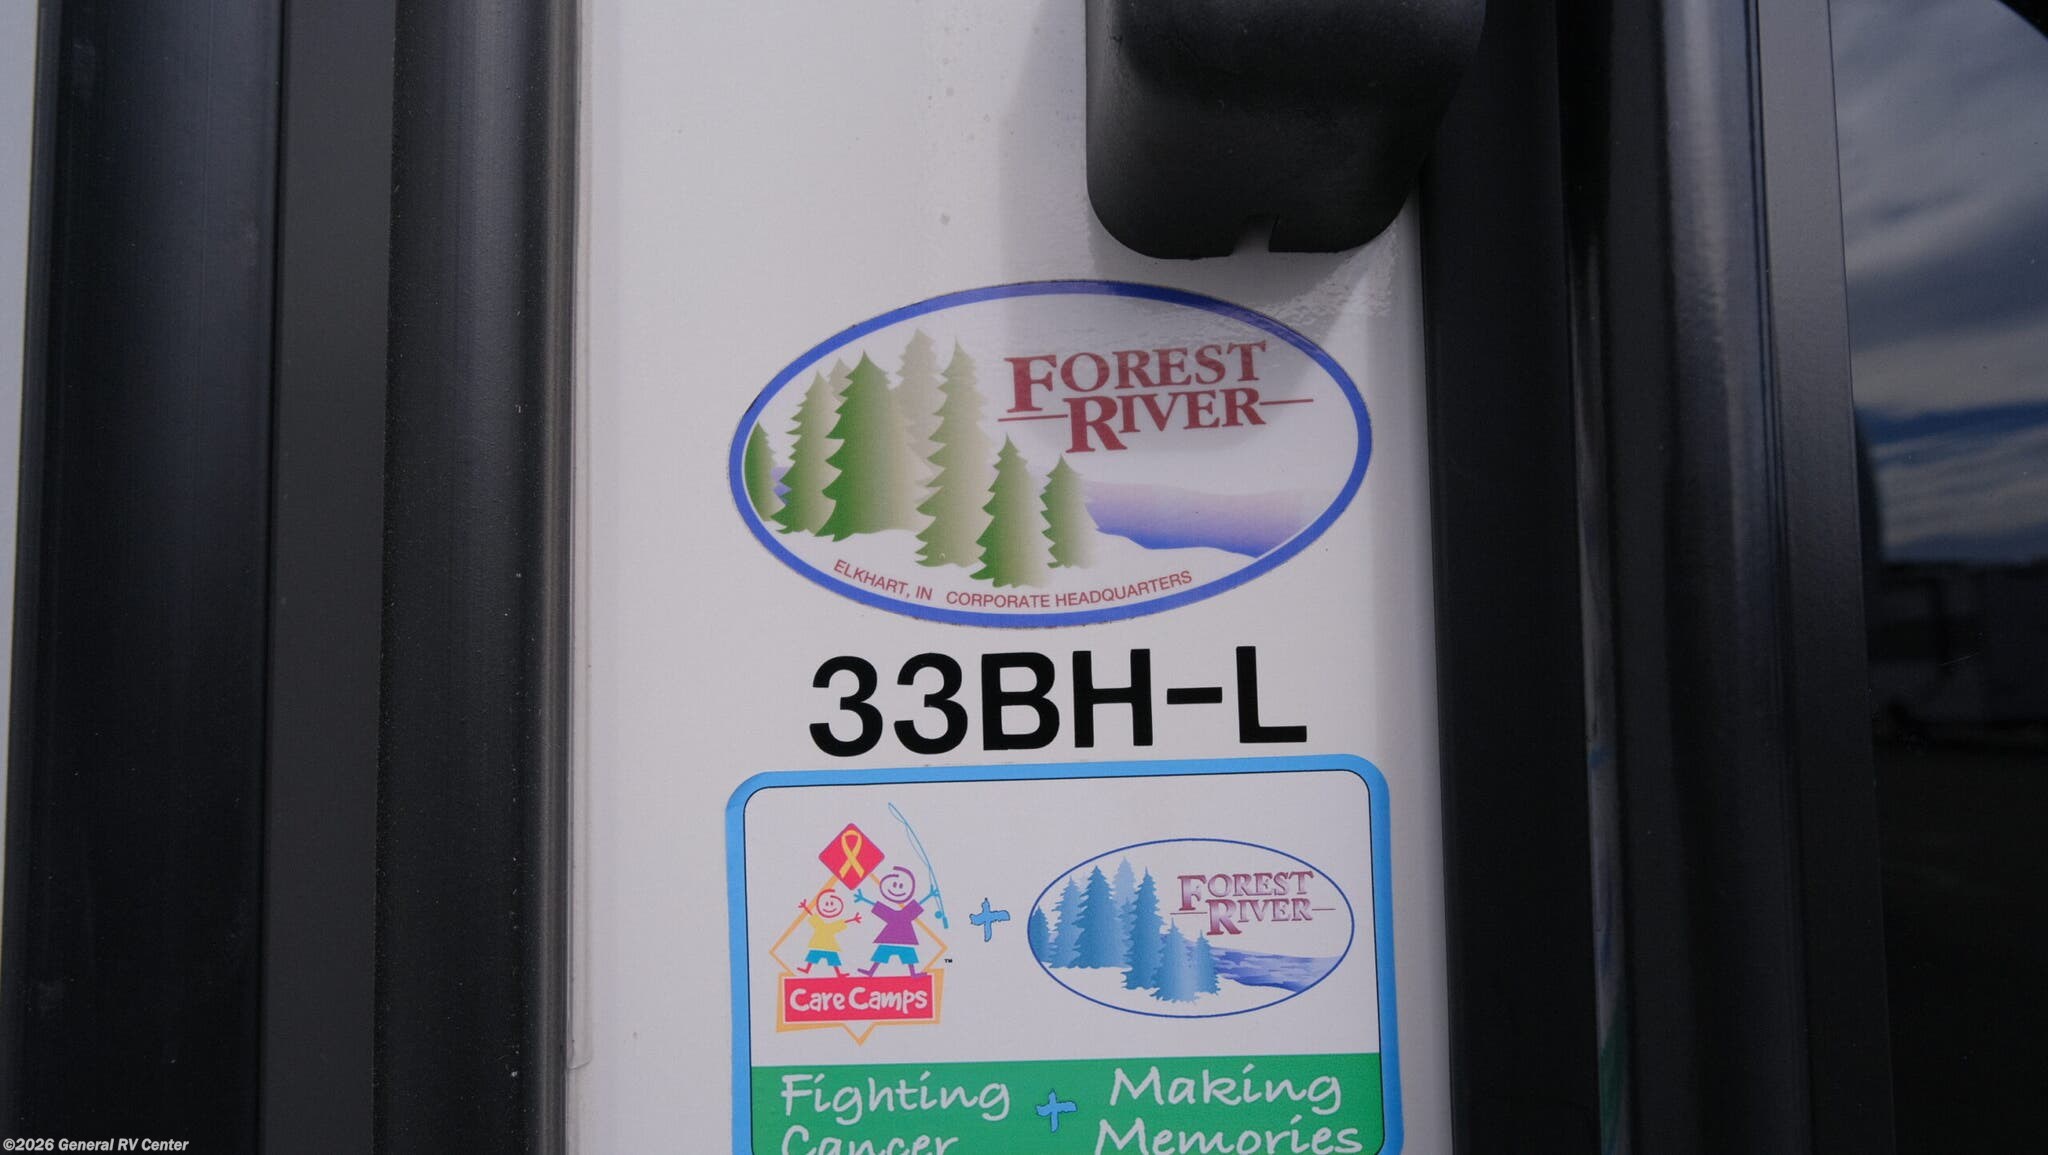 FOREST
RIVER
ELKHART, IN CORPORATE HEADQUARTERS
33BH-L
FOREST
RIVER
Care Camps
™
Fighting + Making
Cancer Memories
©2026 General RV Center